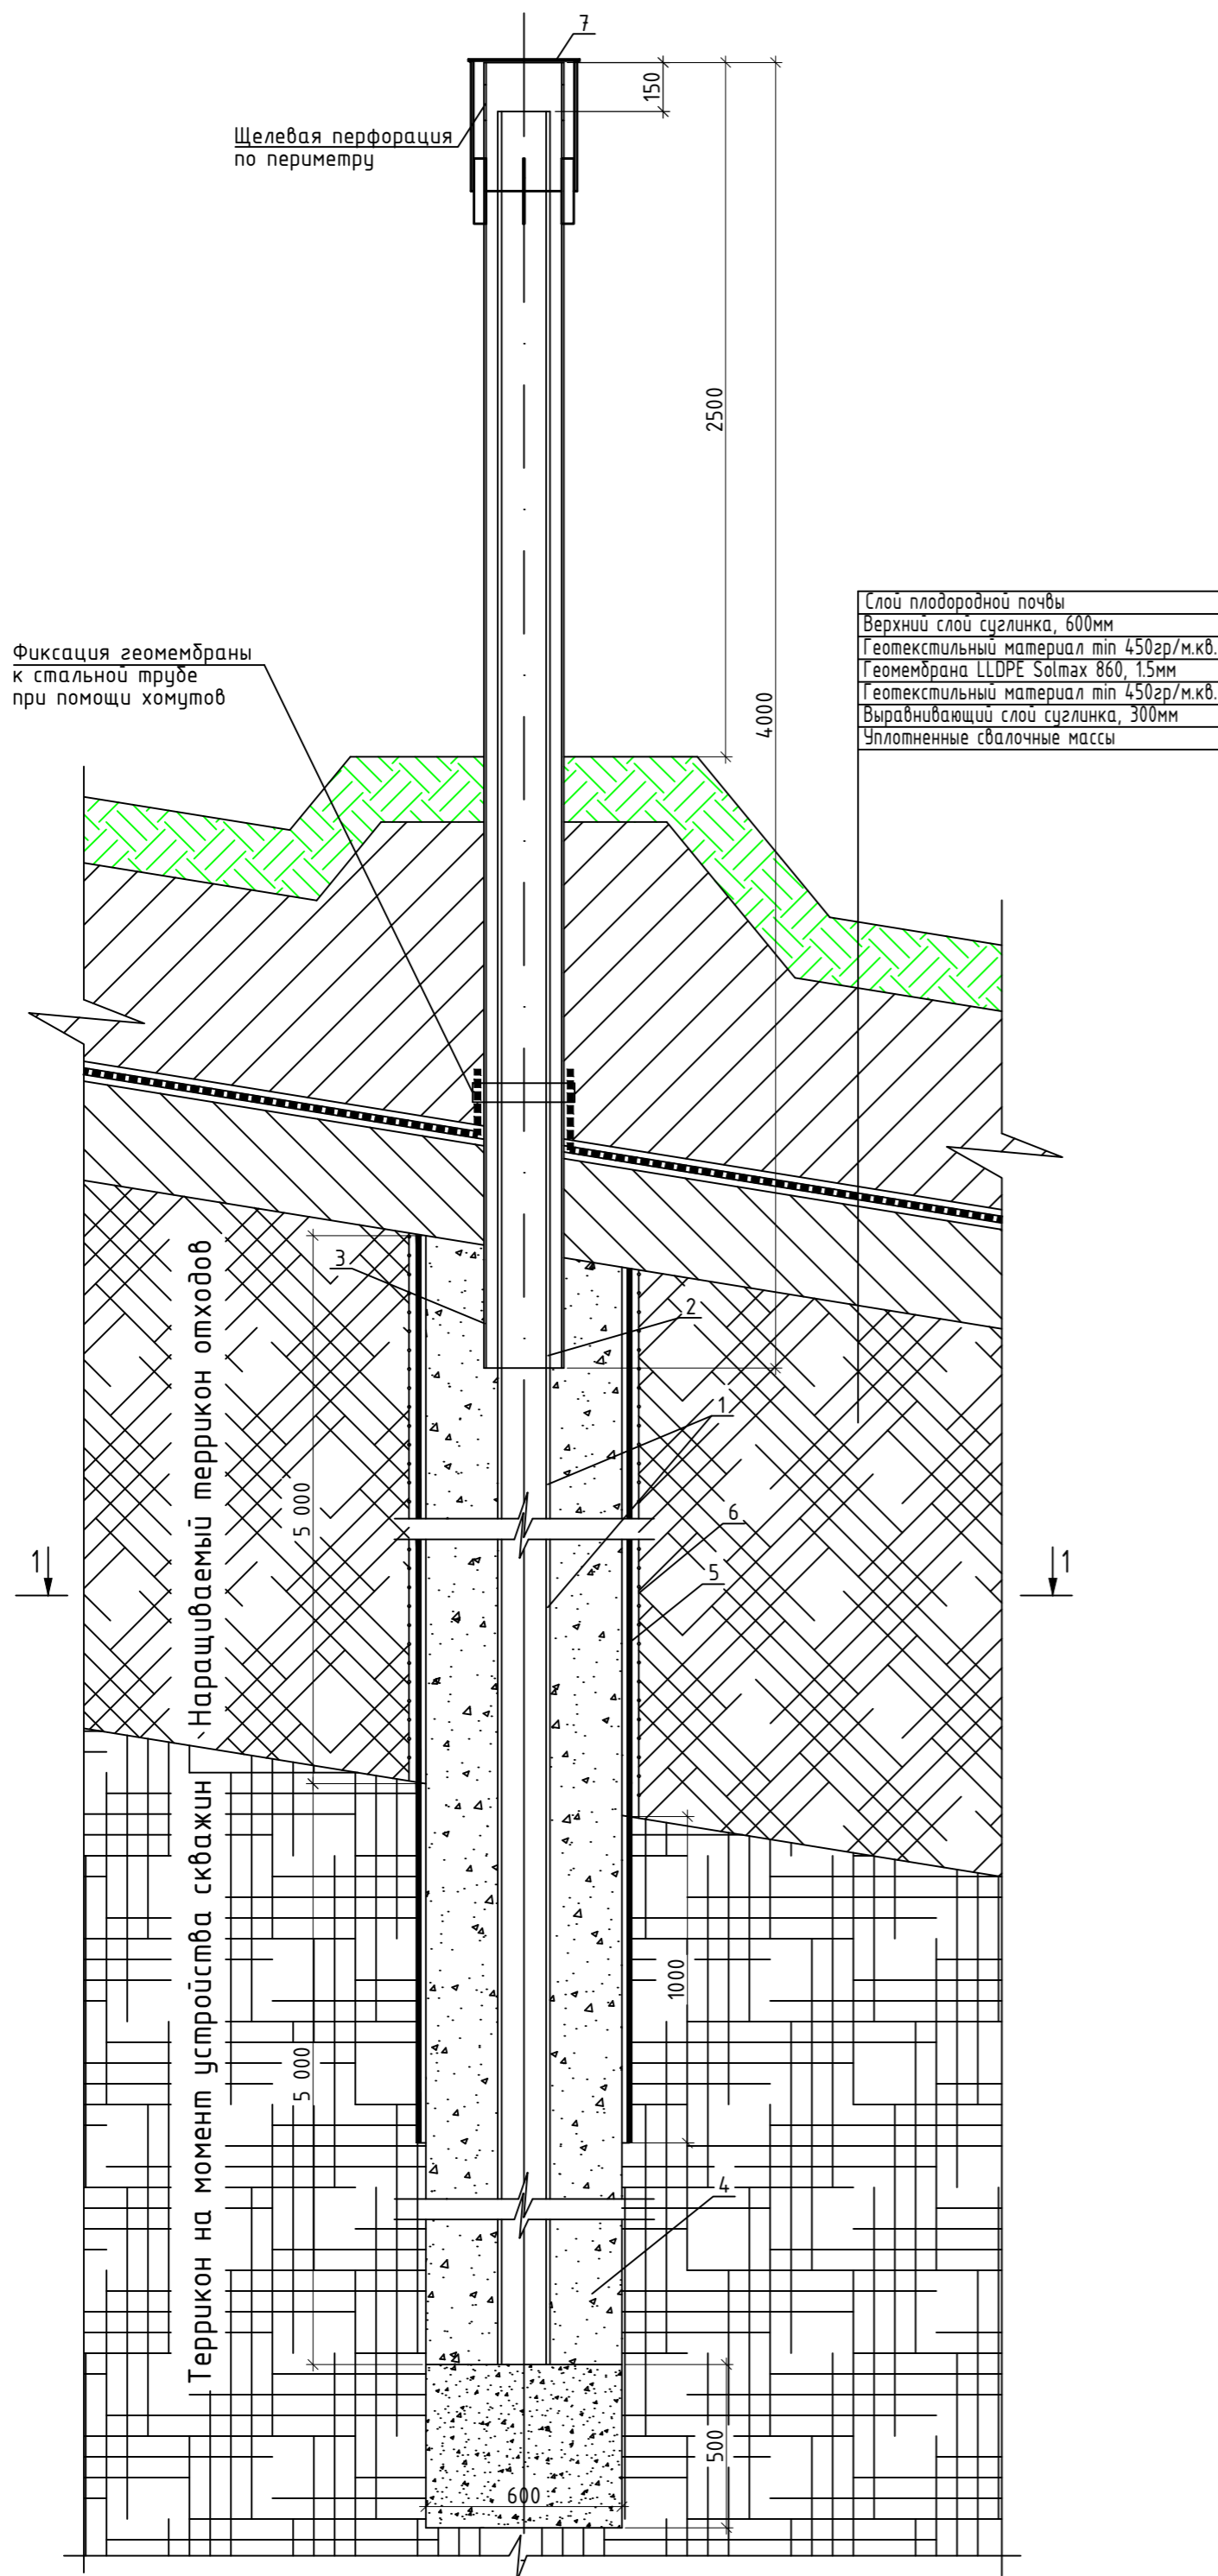 7
150
Щелевая перфорация
по периметру
2500
4000
Слой плодородной почвы
Верхний слой суглинка, 600мм
Геотекстильный материал min 450гр/м.кв.
Геомембрана LLDPE Solmax 860, 1.5мм
Геотекстильный материал min 450гр/м.кв.
Выравнивающий слой суглинка, 300мм
Уплотненные свалочные массы
Фиксация геомембраны
к стальной трубе
при помощи хомутов
3
2
1
Наращиваемый террикон отходов
5 000
6
5
1
1
Террикон на момент устройства скважин
1000
5 000
4
500
600